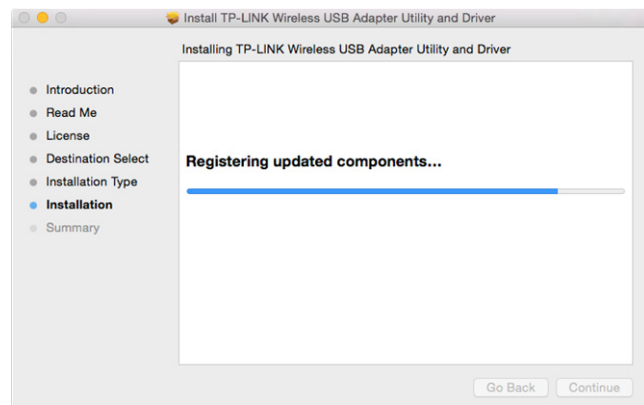 Install TP-LINK Wireless USB Adapter Utility and Driver
Installing TP-LINK Wireless USB Adapter Utility and Driver
Introduction
Read Me
License
Destination Select
Installation Type
Installation
Summary
Registering updated components...
Go Back
Continue